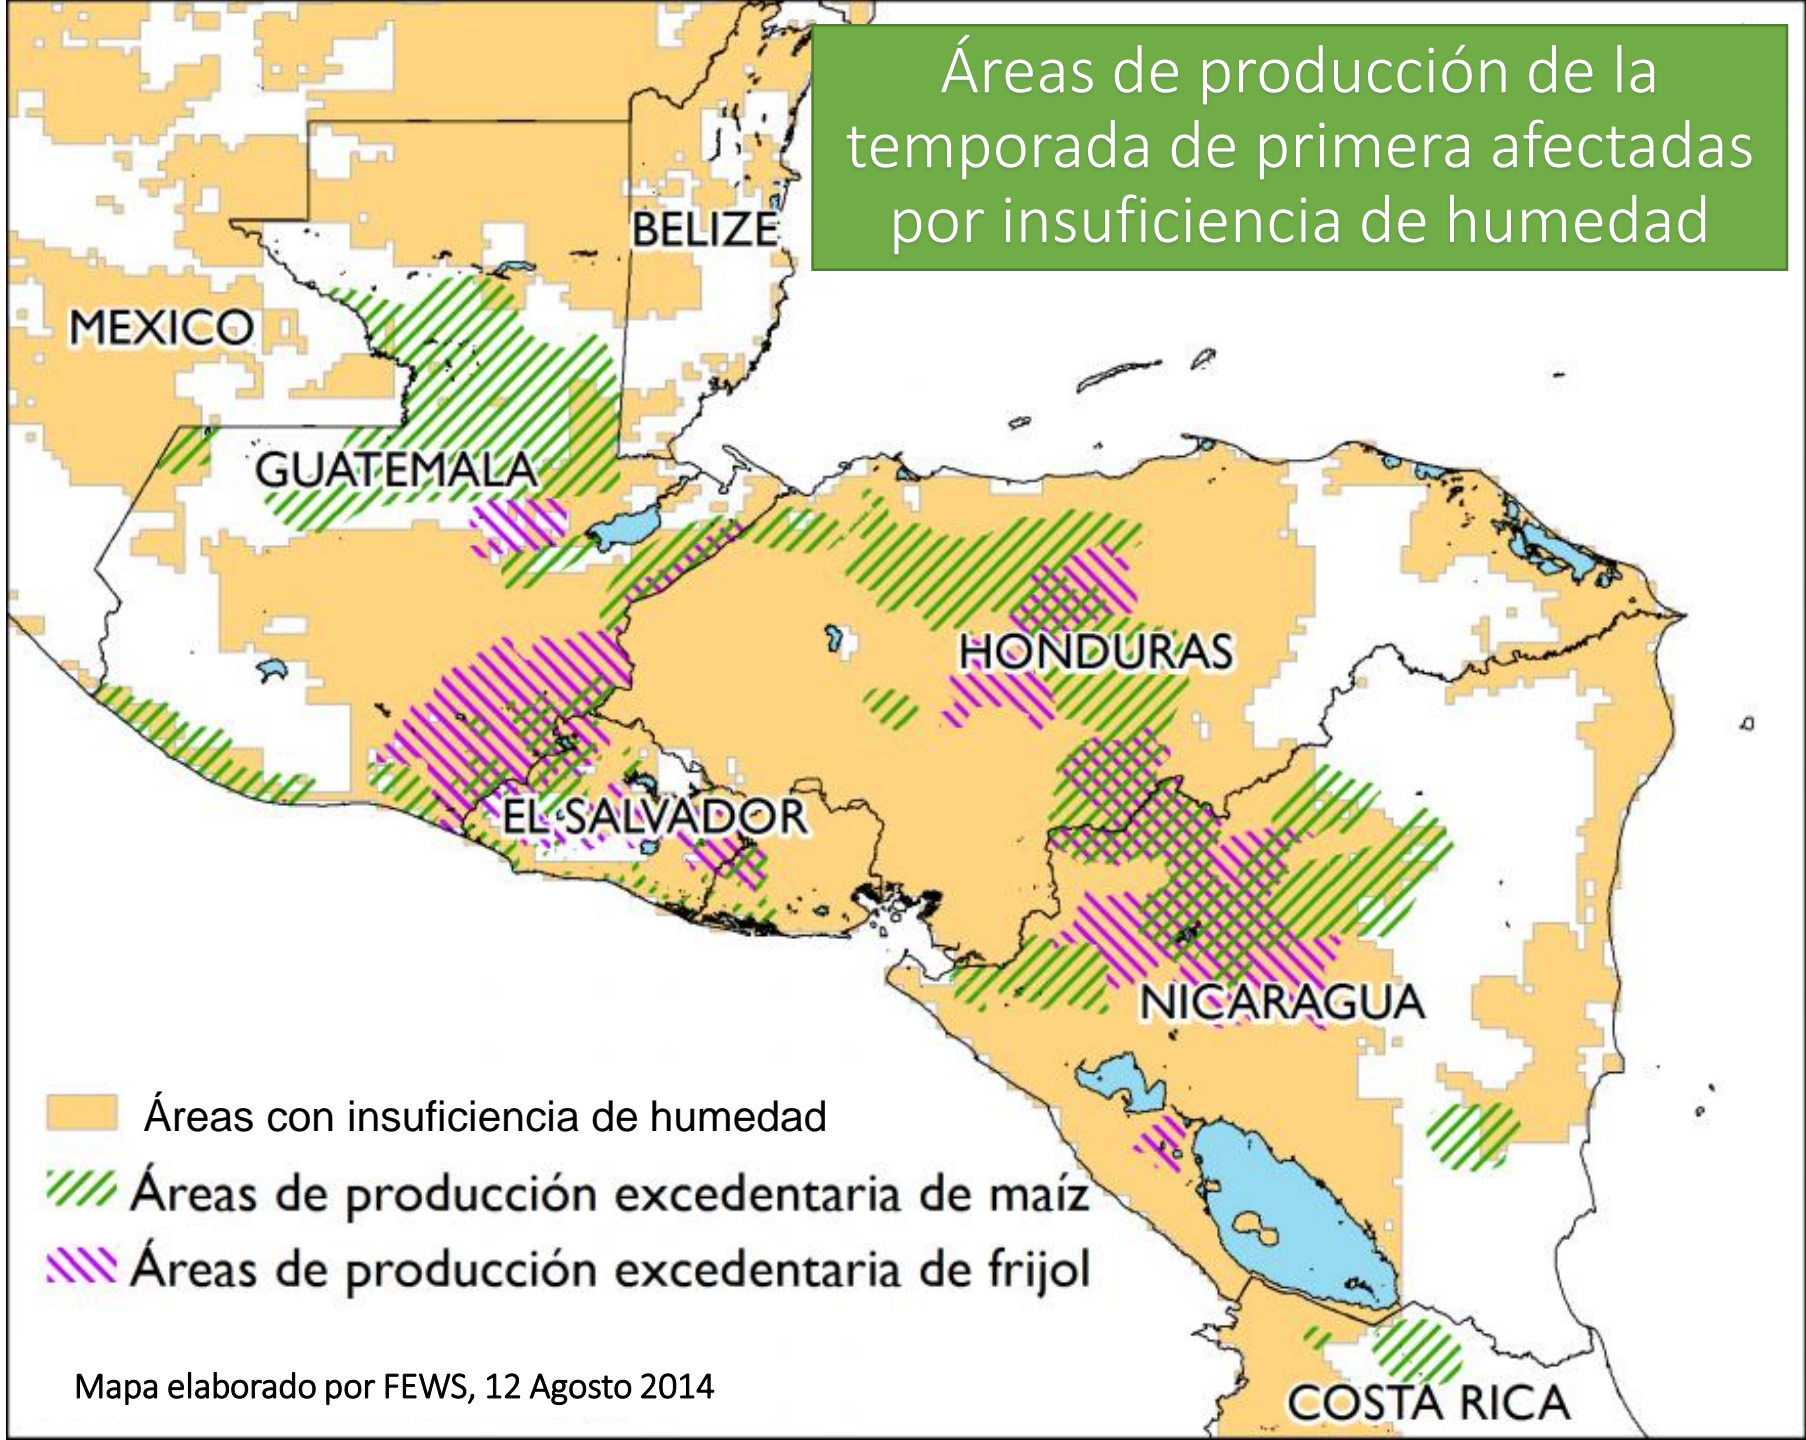 Áreas de producción de la
temporada de primera afectadas
por insuficiencia de humedad
BELIZE
MEXICO
GUATEMALA
HONDURAS
EL SALVADOR
NICARAGUA
Áreas con insuficiencia de humedad
Áreas de producción excedentaria de maíz
Áreas de producción excedentaria de frijol
Mapa elaborado por FEWS, 12 Agosto 2014
COSTA RICA